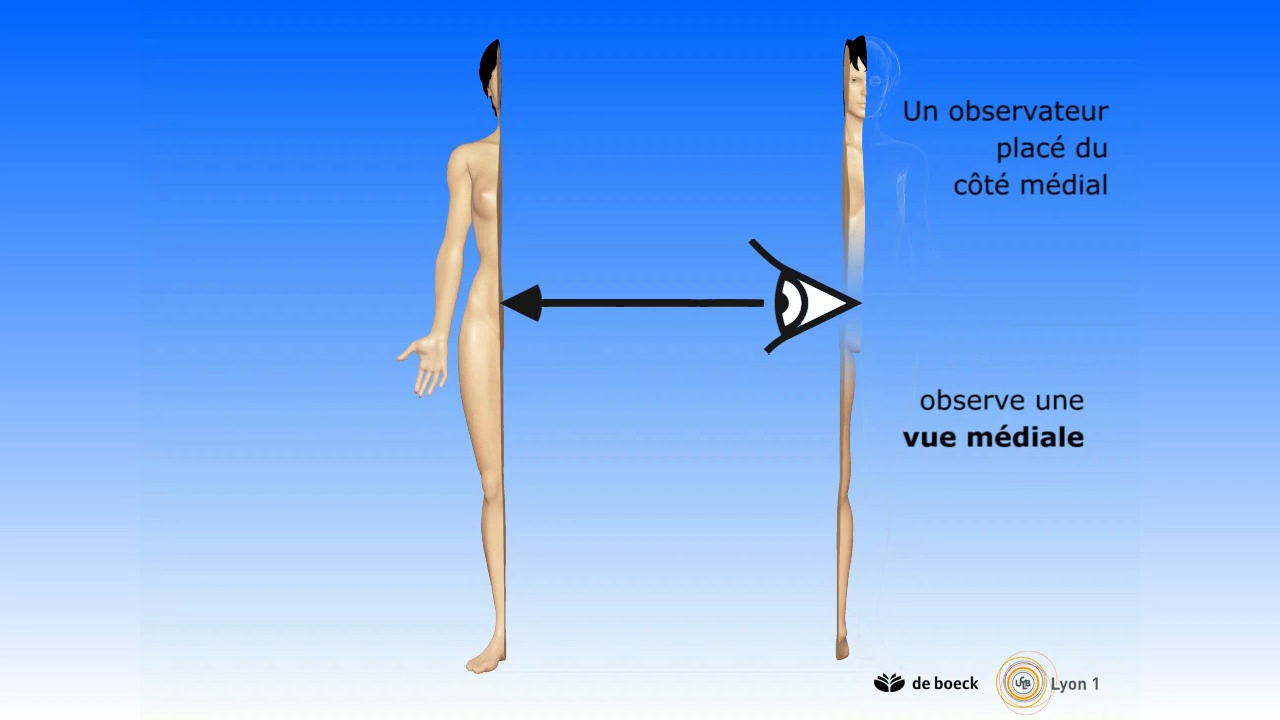 Un observateur
placé du
côté médial
observe une
vue médiale
de boeck
Lyon 1